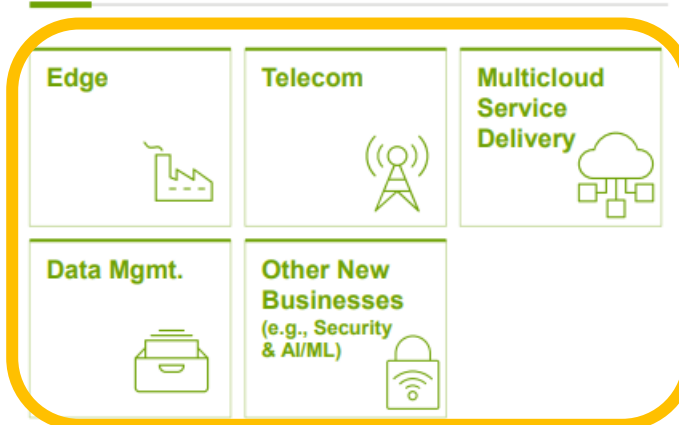 Edge
Telecom
Multicloud
Service
Delivery
Data Mgmt.
Other New
Businesses
(e.g., Security
& AI/ML)